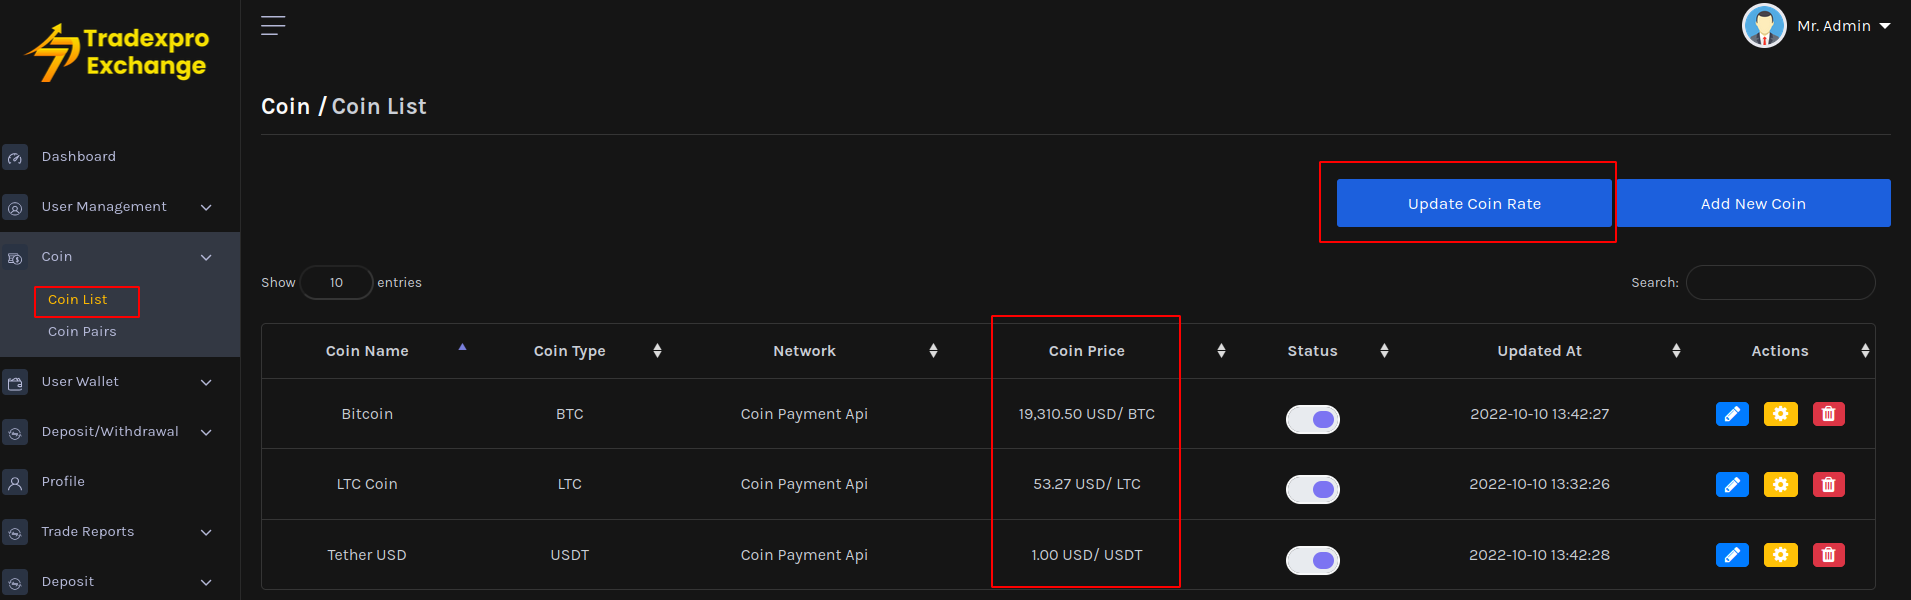 Tradexpro
Exchange
Mr. Admin
Coin / Coin List
Dashboard
User Management
Coin
Coin List
Coin Pairs
User Wallet
Deposit/Withdrawal
Profile
Trade Reports
Deposit
Update Coin Rate
Add New Coin
Show 10 entries
Search:
Coin Name Coin Type Network Coin Price Status Updated At Actions
Bitcoin BTC Coin Payment Api 19,310.50 USD/ BTC 2022-10-10 13:42:27
LTC Coin LTC Coin Payment Api 53.27 USD/ LTC 2022-10-10 13:32:26
Tether USD USDT Coin Payment Api 1.00 USD/ USDT 2022-10-10 13:42:28